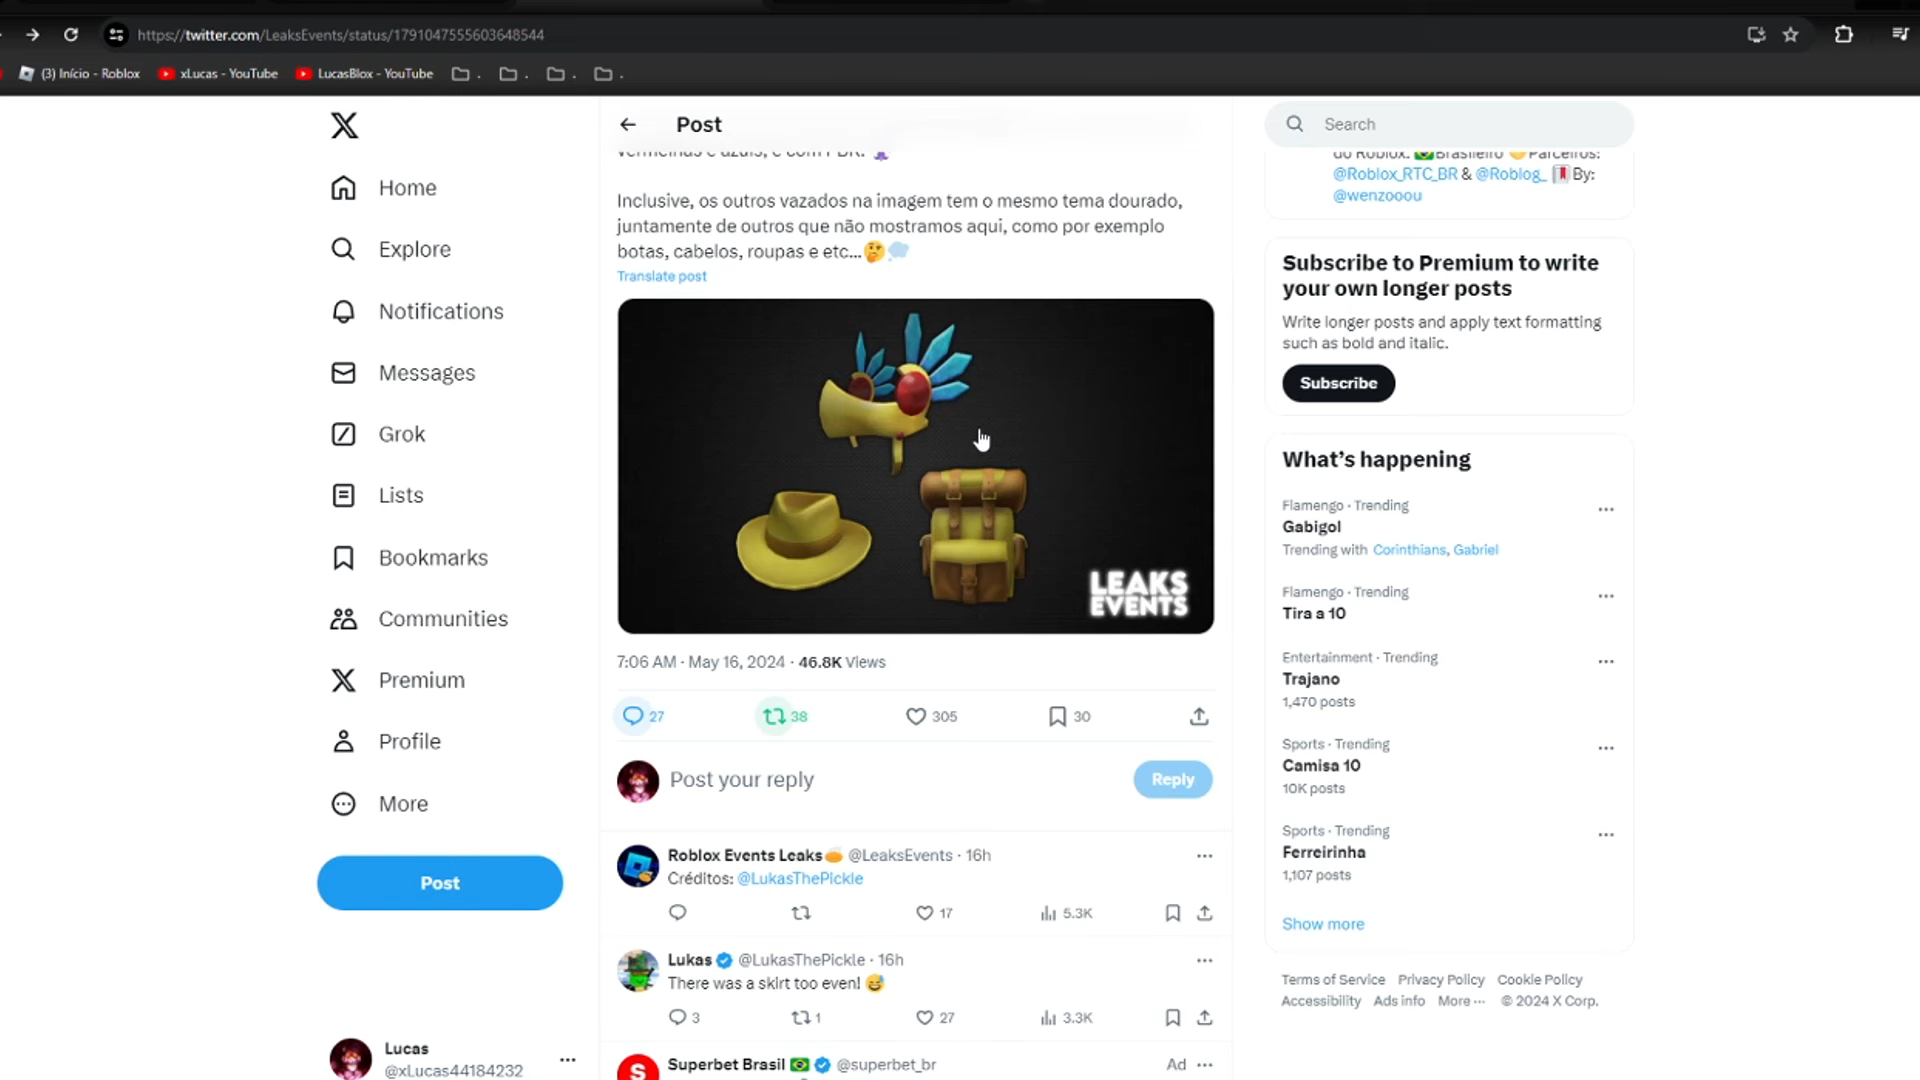 https://twitter.com/LeaksEvents/status/1791047555603648544
(3) Início - Roblox
xLucas - YouTube
LucasBlox - YouTube
.
.
.
.
Home
Explore
Notifications
Messages
Grok
Lists
Bookmarks
Communities
Premium
Profile
More
Post
Lucas
@xLucas44184232
Post
vermelhas e azuis, e com PBR.
Inclusive, os outros vazados na imagem tem o mesmo tema dourado,
juntamente de outros que não mostramos aqui, como por exemplo
botas, cabelos, roupas e etc...🤔💭
Translate post
LEAKS
EVENTS
7:06 AM · May 16, 2024 · 46.8K Views
27
38
305
30
Post your reply
Reply
Roblox Events Leaks @LeaksEvents · 16h
Créditos: @LukasThePickle
17
5.3K
Lukas @LukasThePickle · 16h
There was a skirt too even! 😅
3
1
27
3.3K
Superbet Brasil 🇧🇷 @superbet_br
Ad
S
Search
do Roblox. 🇧🇷Brasileiro Parceiros:
@Roblox_RTC_BR & @Roblog_ By:
@wenzooou
Subscribe to Premium to write
your own longer posts
Write longer posts and apply text formatting
such as bold and italic.
Subscribe
What's happening
Flamengo · Trending
Gabigol
Trending with Corinthians, Gabriel
Flamengo · Trending
Tira a 10
Entertainment · Trending
Trajano
1,470 posts
Sports · Trending
Camisa 10
10K posts
Sports · Trending
Ferreirinha
1,107 posts
Show more
Terms of Service Privacy Policy Cookie Policy
Accessibility Ads info More ··· © 2024 X Corp.